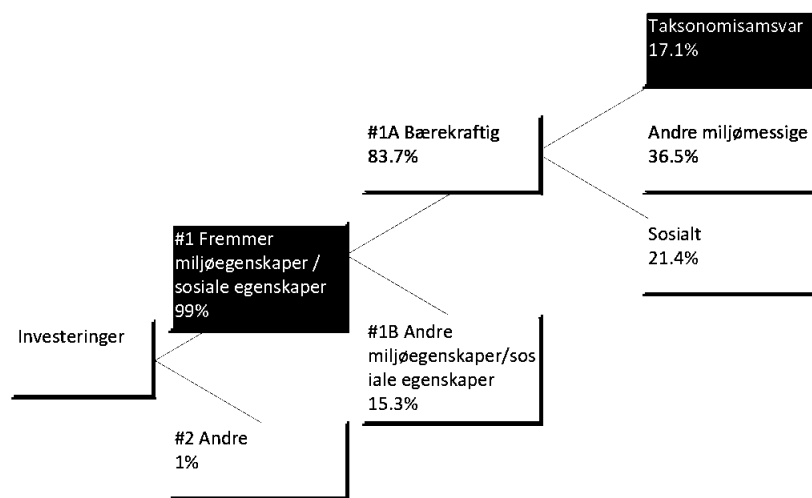 Taksonomisamsvar
17.1%
#1A Bærekraftig
83.7%
Andre miljømessige
36.5%
#1 Fremmer
miljøegenskaper /
sosiale egenskaper
99%
Sosialt
21.4%
Investeringer
#1B Andre
miljøegenskaper/sos
iale egenskaper
15.3%
#2 Andre
1%